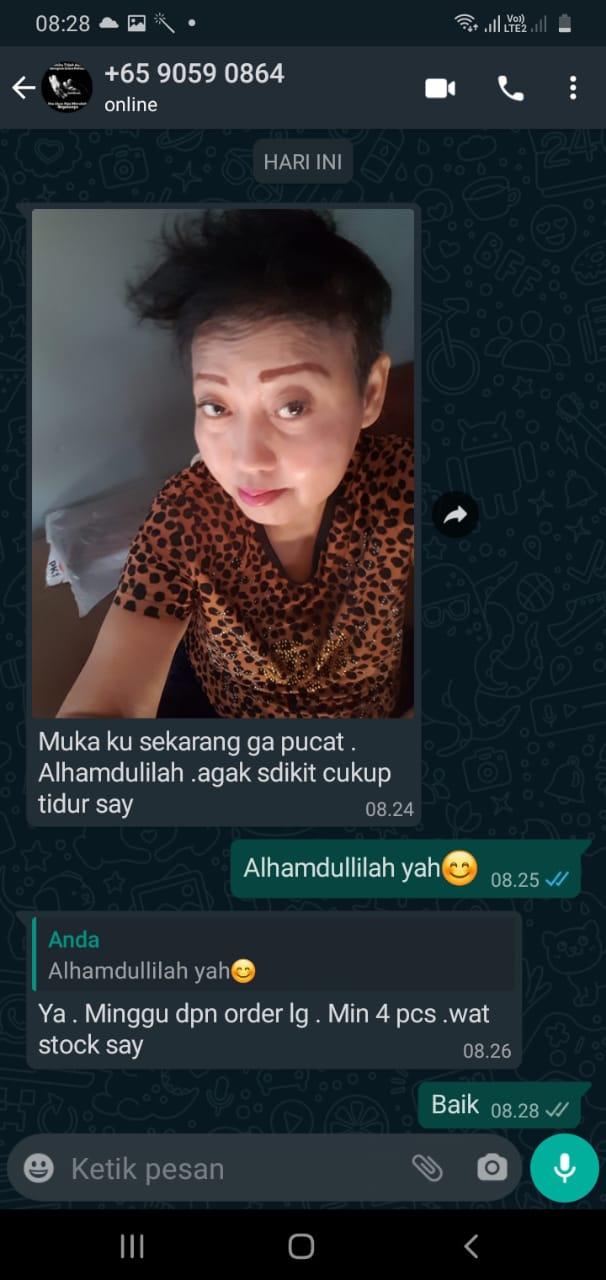 08:28
Vo))
LTE2
+65 9059 0864
online
HARI INI
Muka ku sekarang ga pucat .
Alhamdulilah .agak sdikit cukup
tidur say
08.24
Alhamdullilah yah😊
08.25
Anda
Alhamdullilah yah😊
Ya . Minggu dpn order lg . Min 4 pcs .wat
stock say
08.26
Baik
08.28
Ketik pesan